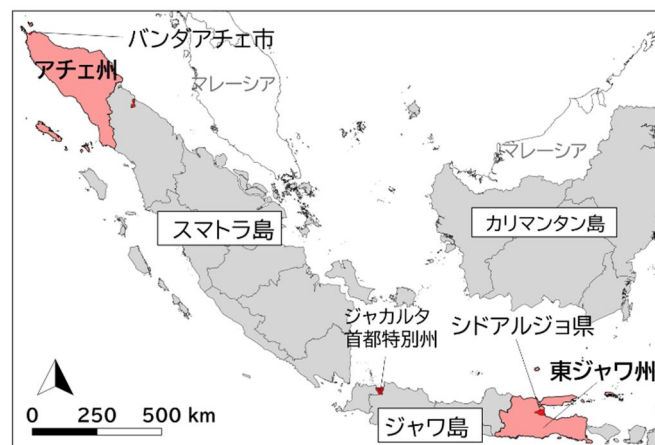 バンダアチェ市
アチェ州
マレーシア
マレーシア
スマトラ島
カリマンタン島
ジャカルタ
首都特別州
シドアルジョ県
東ジャワ州
ジャワ島
0 250 500 km